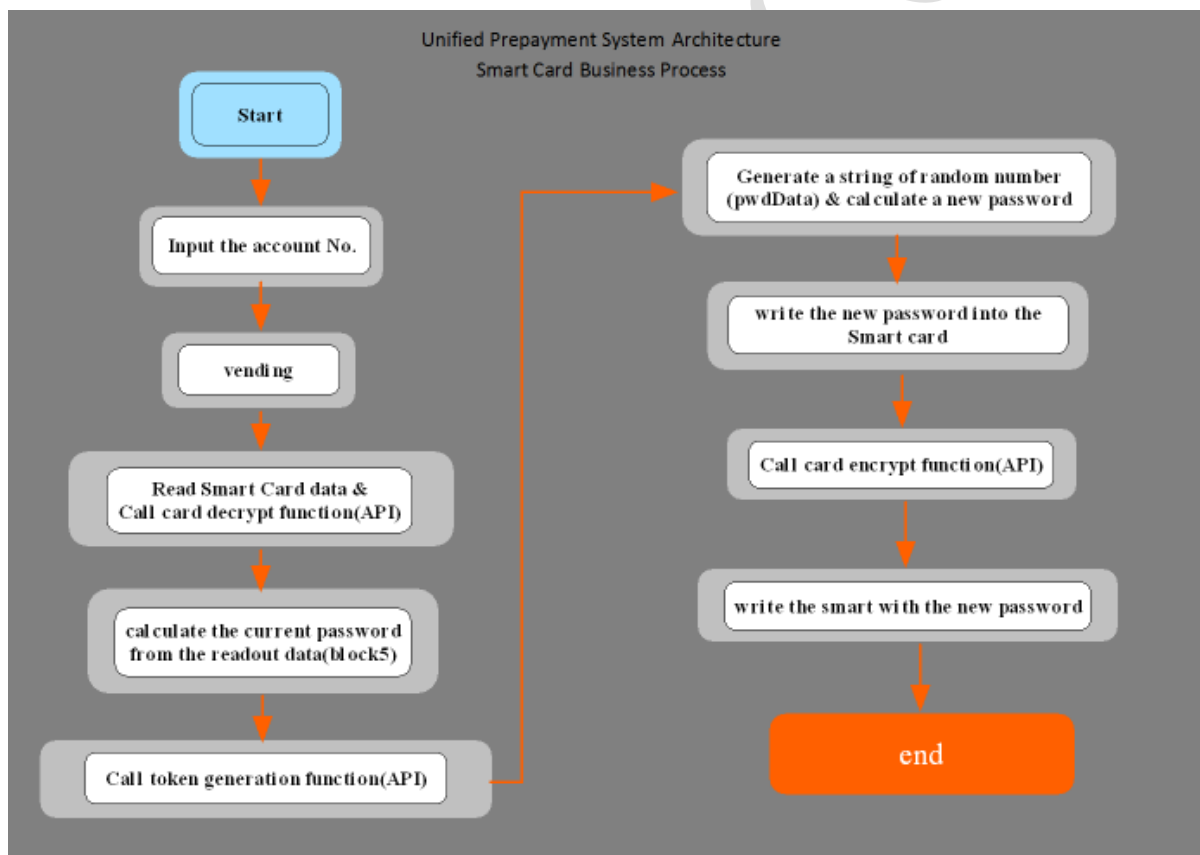 Unified Prepayment System Architecture
Smart Card Business Process
Start
Input the account No.
vending
Read Smart Card data &
Call card decrypt function(API)
calculate the current password
from the readout data(block5)
Call token generation function(API)
Generate a string of random number
(pwdData) & calculate a new password
write the new password into the
Smart card
Call card encrypt function(API)
write the smart with the new password
end